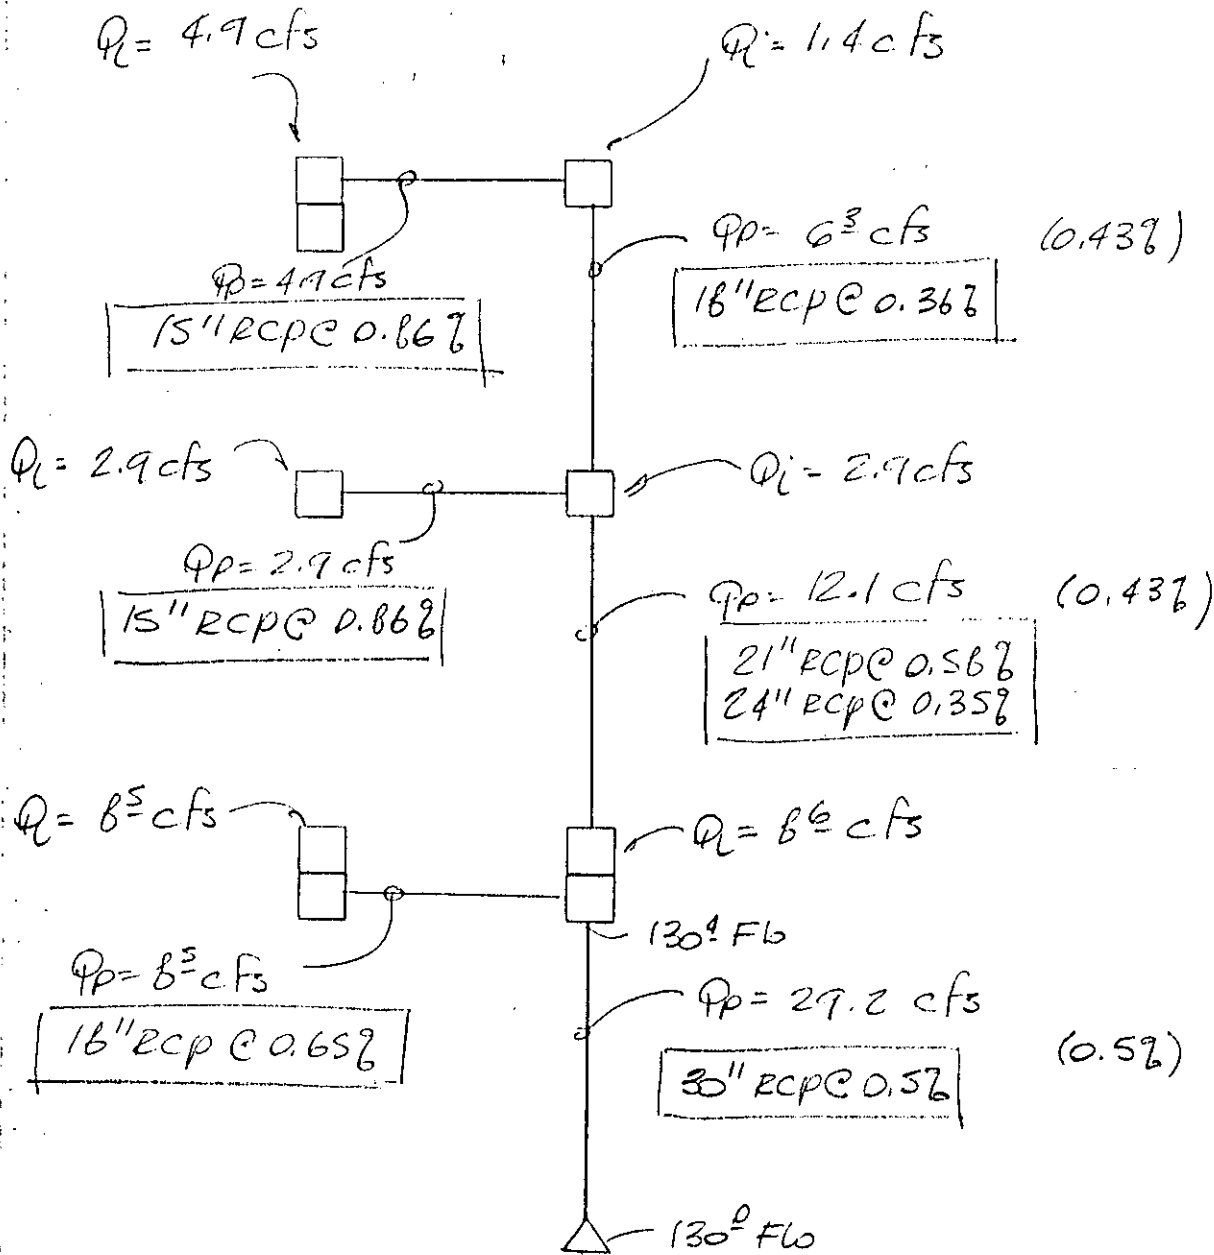 Qi = 4.9 cfs
Qi = 1.4 cfs
Qp = 6.3 cfs (0.43%)
18" RCP @ 0.36%
Qp = 4.9 cfs
15" RCP @ 0.86%
Qi = 2.9 cfs
Qi = 2.9 cfs
Qp = 2.9 cfs
15" RCP @ 0.86%
Qp = 12.1 cfs (0.43%)
21" RCP @ 0.58%
24" RCP @ 0.35%
Qi = 8.5 cfs
Qi = 8.6 cfs
130.4 FLO
Qp = 8.5 cfs
18" RCP @ 0.65%
Qp = 29.2 cfs
(0.5%)
30" RCP @ 0.5%
130.0 FLO